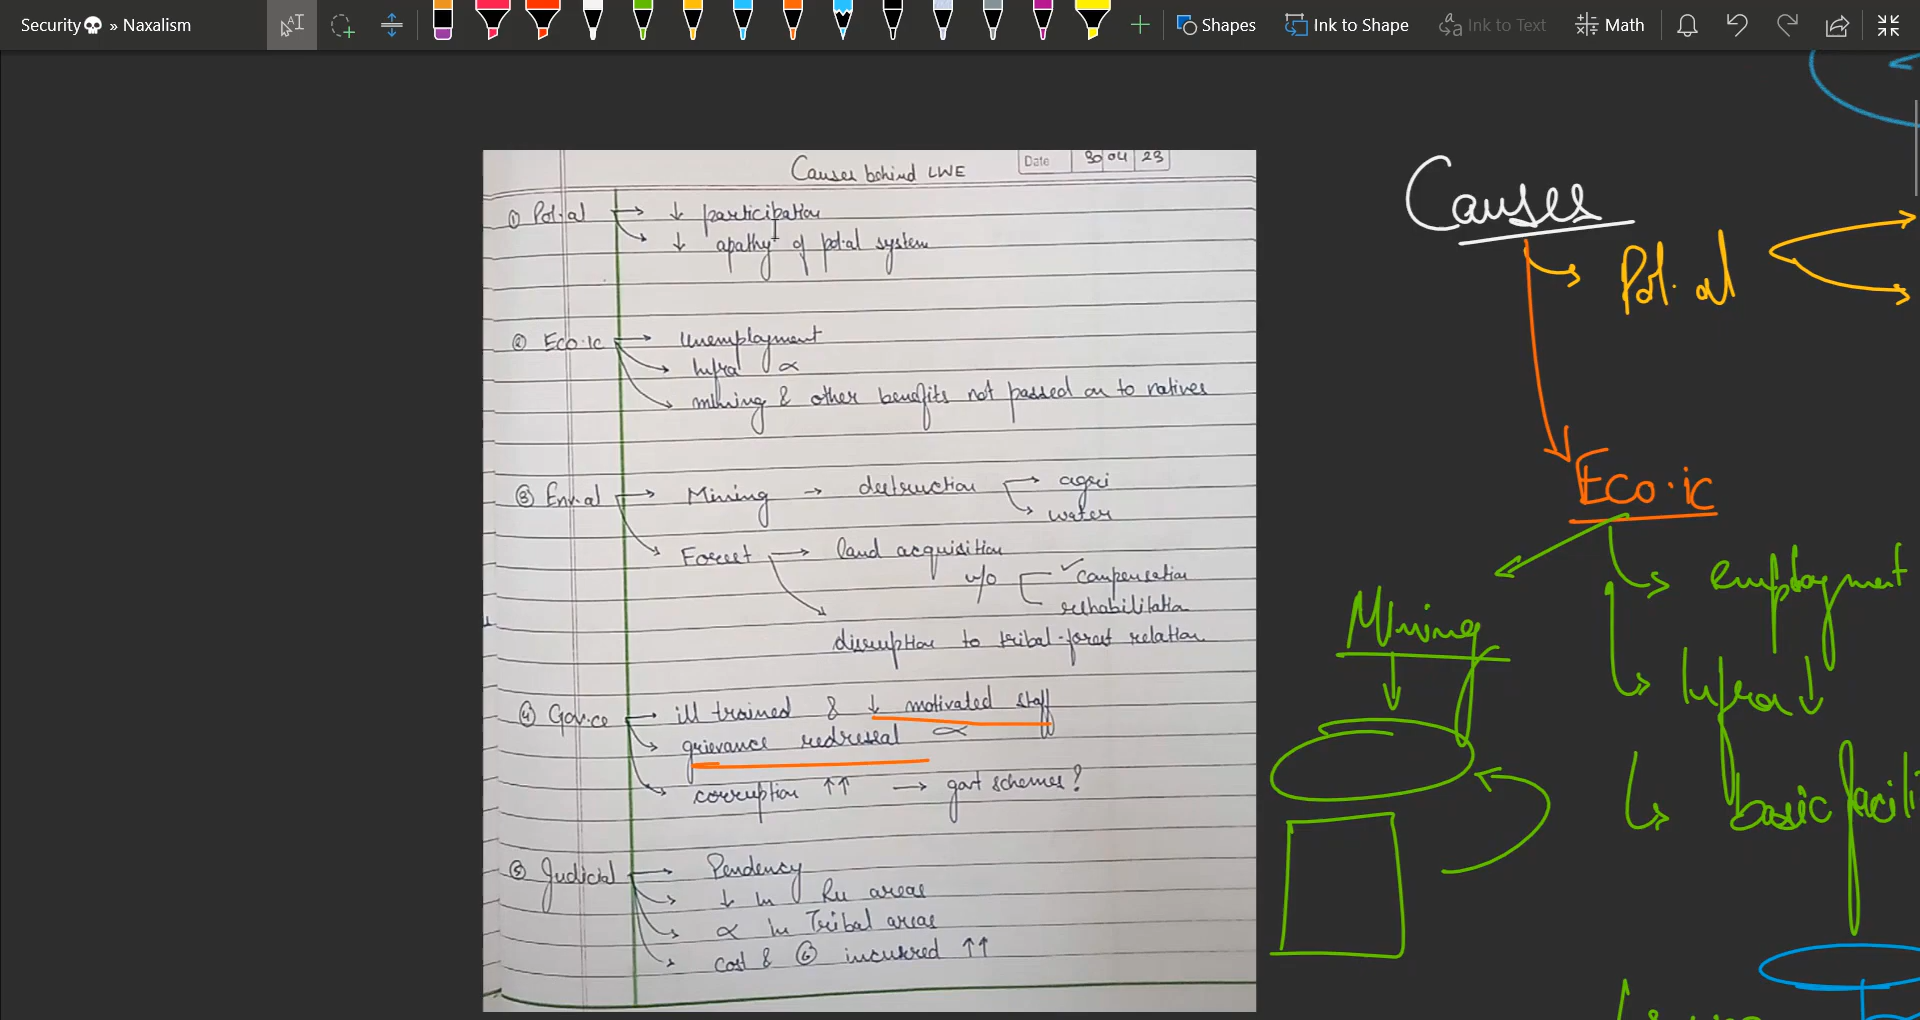 Security💀 » Naxalism
Shapes
Ink to Shape
Ink to Text
Math
Causes behind LWE
Date 30 04 23
① Pol.al → ↓ participation
↓ apathy of pol.al system
② Eco.ic → Unemployment
Infra ∝
mining & other benefits not passed on to natives
③ Env.al → Mining → destruction → agri
→ water
Forest → land acquisition
w/o ✓compensation
rehabilitation
disruption to tribal-forest relation
④ Gov.ce → ill trained & ↓ motivated staff
→ grievance redressal ∝
→ corruption ↑↑ → govt schemes?
⑤ Judicial → Pendency
→ ↓ in Ru areas
→ ∝ in Tribal areas
→ cost & incurred ↑↑
Causes
Pol.al
Eco.ic
employment
Mining
Infra ↓
basic facili